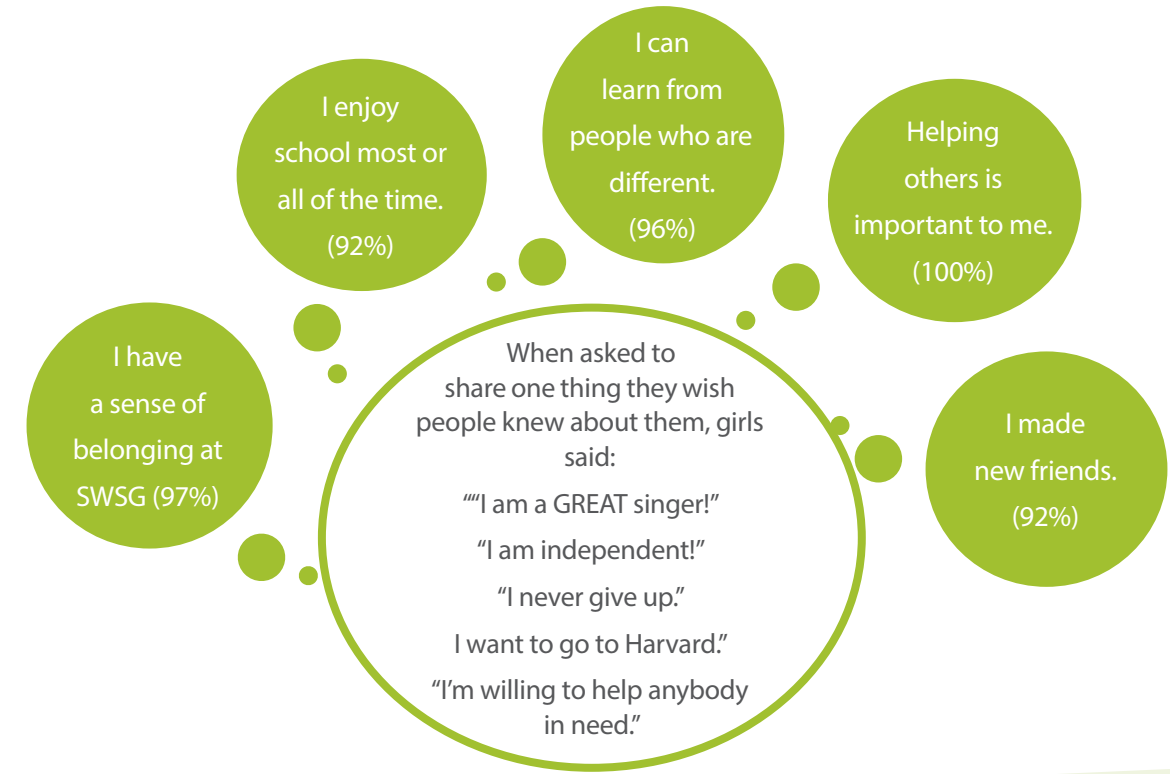 I have
a sense of
belonging at
SWSG (97%)
I enjoy
school most or
all of the time.
(92%)
I can
learn from
people who are
different.
(96%)
Helping
others is
important to me.
(100%)
I made
new friends.
(92%)
When asked to
share one thing they wish
people knew about them, girls
said:
““I am a GREAT singer!”
“I am independent!”
“I never give up.”
I want to go to Harvard.”
“I’m willing to help anybody
in need.”